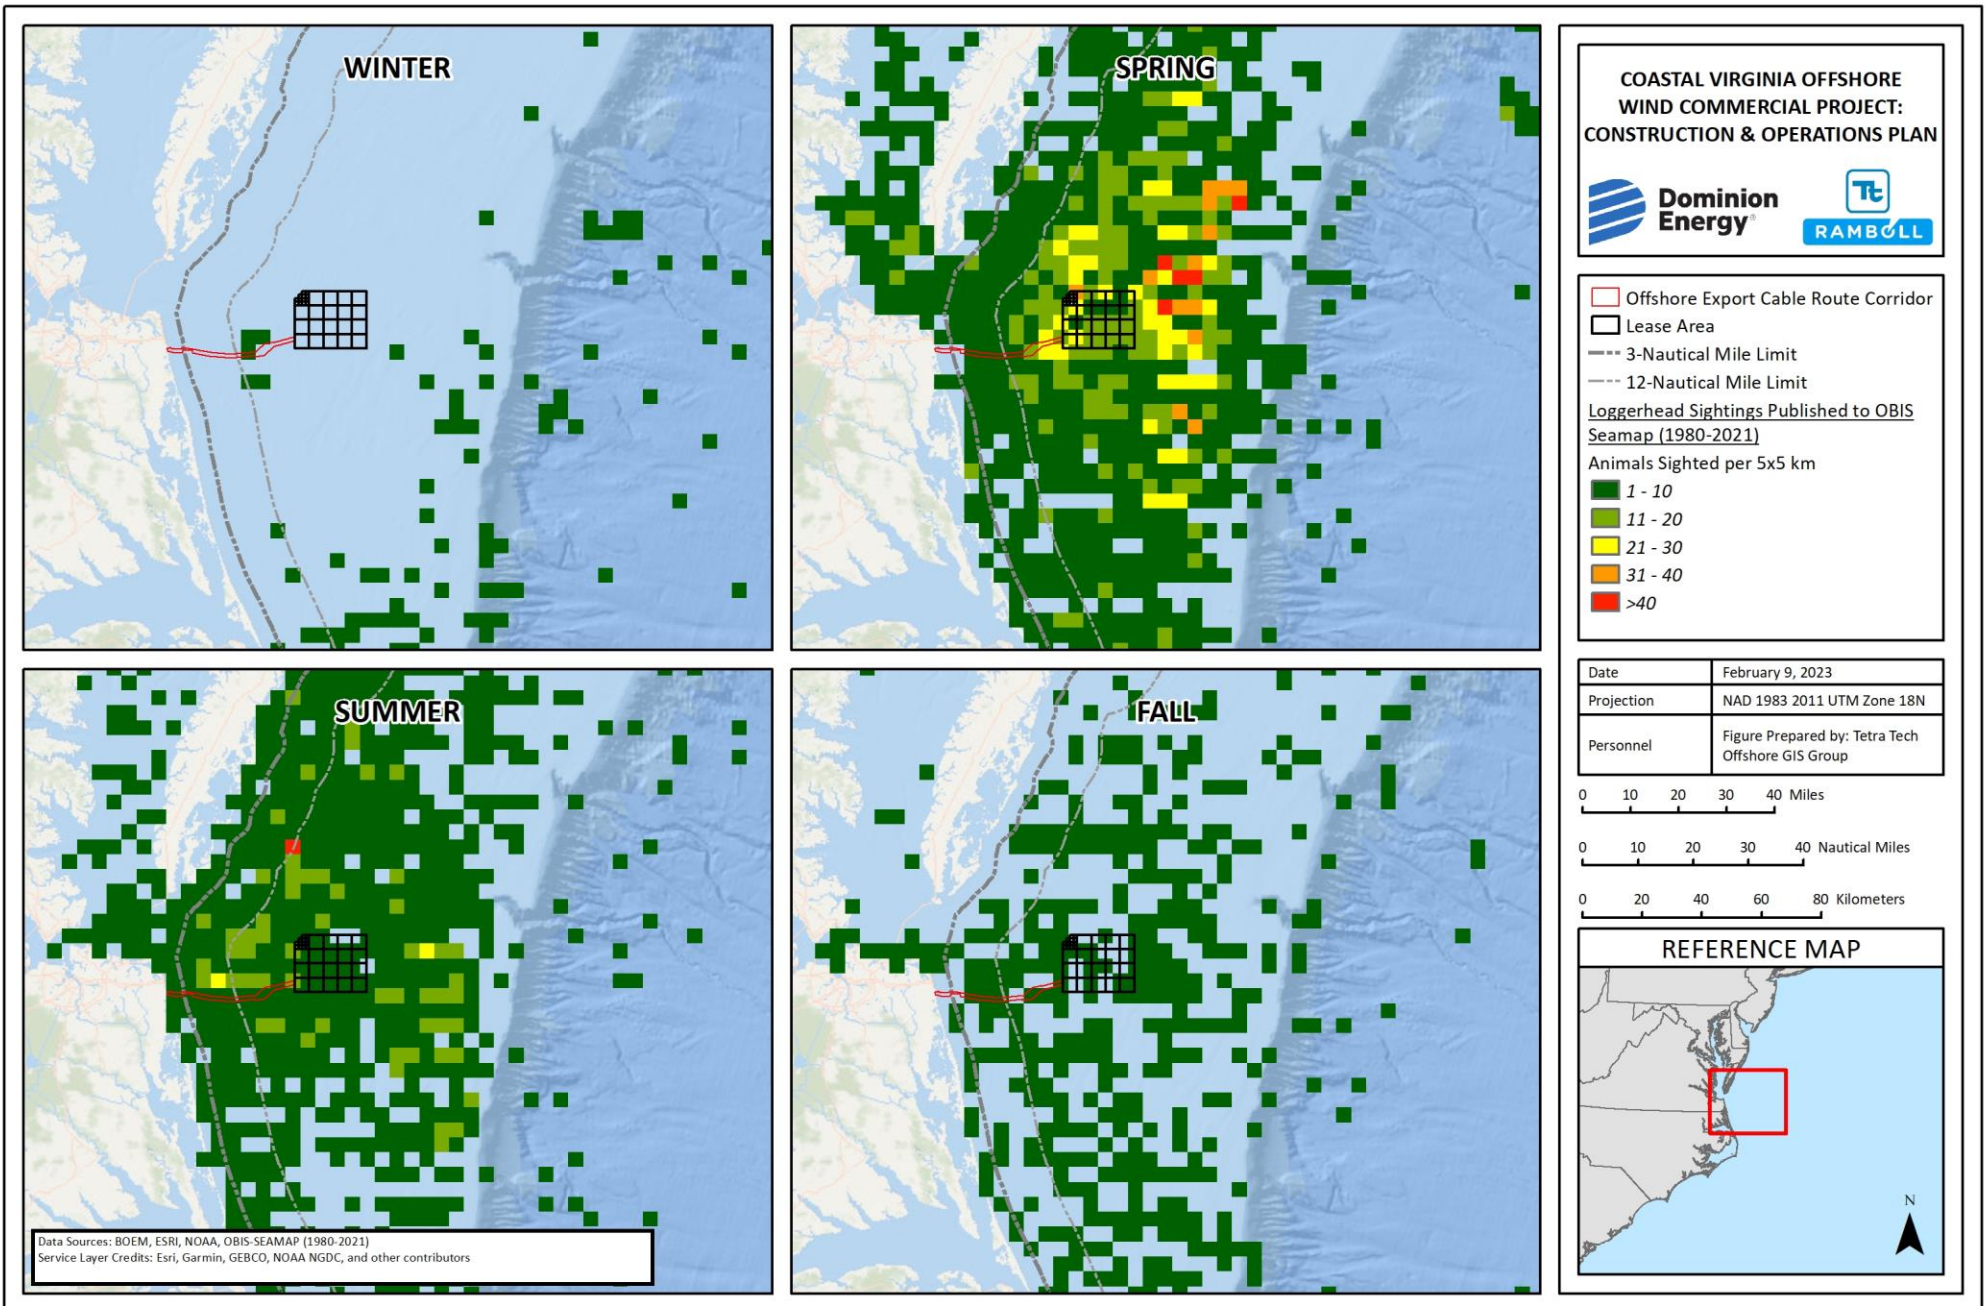 WINTER
SPRING
SUMMER
FALL
Data Sources: BOEM, ESRI, NOAA, OBIS-SEAMAP (1980-2021)
Service Layer Credits: Esri, Garmin, GEBCO, NOAA NGDC, and other contributors
COASTAL VIRGINIA OFFSHORE
WIND COMMERCIAL PROJECT:
CONSTRUCTION & OPERATIONS PLAN
Dominion
Energy®
Tt
RAMBOLL
Offshore Export Cable Route Corridor
Lease Area
3-Nautical Mile Limit
12-Nautical Mile Limit
Loggerhead Sightings Published to OBIS
Seamap (1980-2021)
Animals Sighted per 5x5 km
1 - 10
11 - 20
21 - 30
31 - 40
>40
Date February 9, 2023
Projection NAD 1983 2011 UTM Zone 18N
Personnel Figure Prepared by: Tetra Tech
Offshore GIS Group
0 10 20 30 40 Miles
0 10 20 30 40 Nautical Miles
0 20 40 60 80 Kilometers
REFERENCE MAP
N